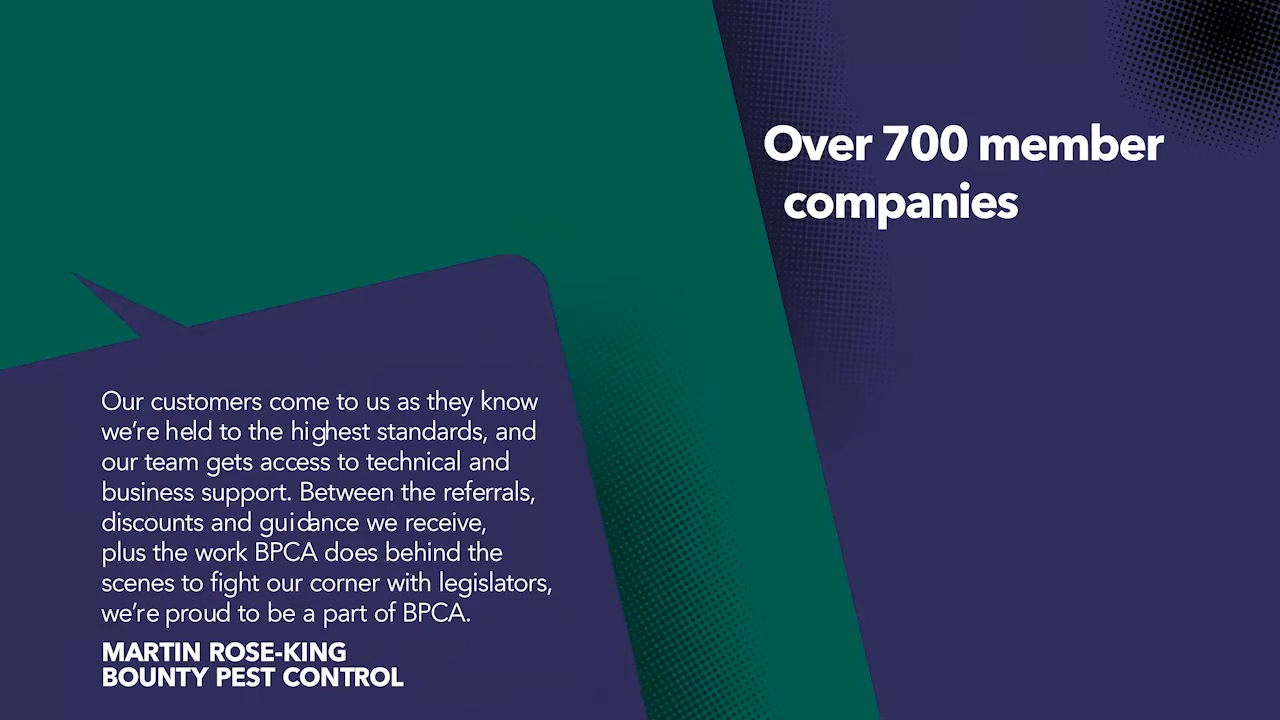 Over 700 member
companies
Our customers come to us as they know
we're held to the highest standards, and
our team gets access to technical and
business support. Between the referrals,
discounts and guidance we receive,
plus the work BPCA does behind the
scenes to fight our corner with legislators,
we're proud to be a part of BPCA.
MARTIN ROSE-KING
BOUNTY PEST CONTROL